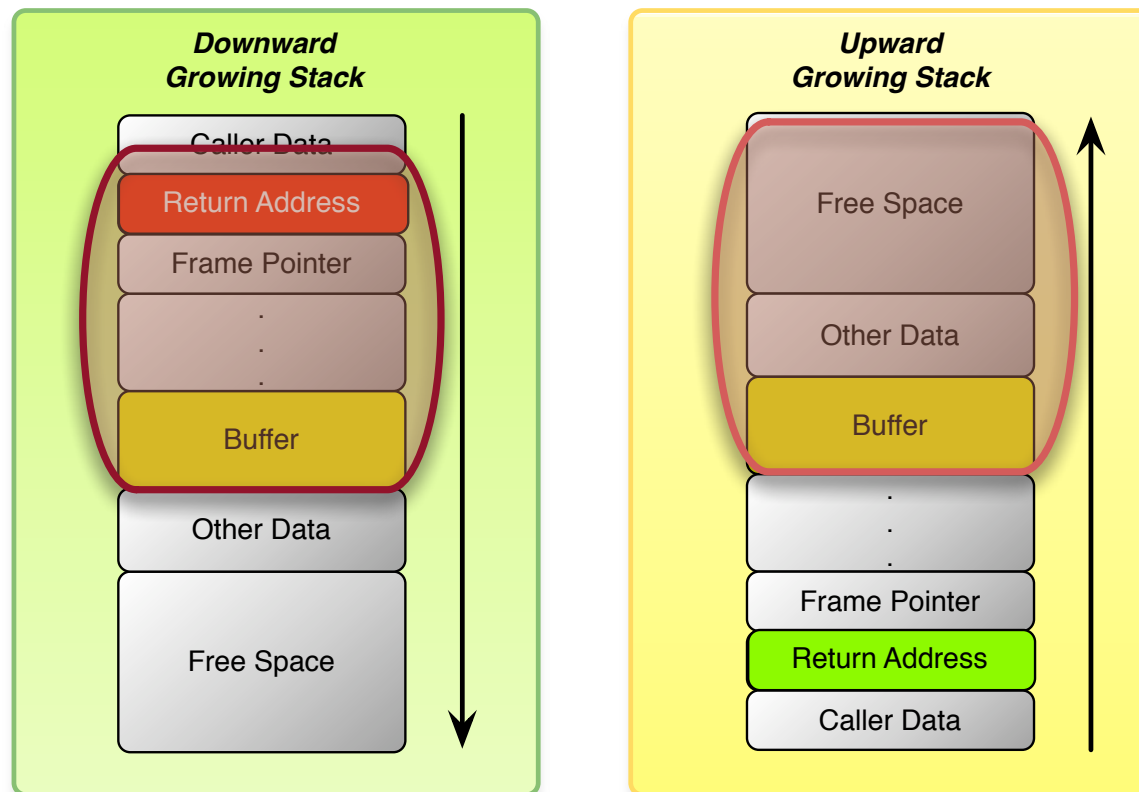 Downward
Growing Stack
Caller Data
Return Address
Frame Pointer
.
.
.
Buffer
Other Data
Free Space
Upward
Growing Stack
Free Space
Other Data
Buffer
.
.
.
Frame Pointer
Return Address
Caller Data